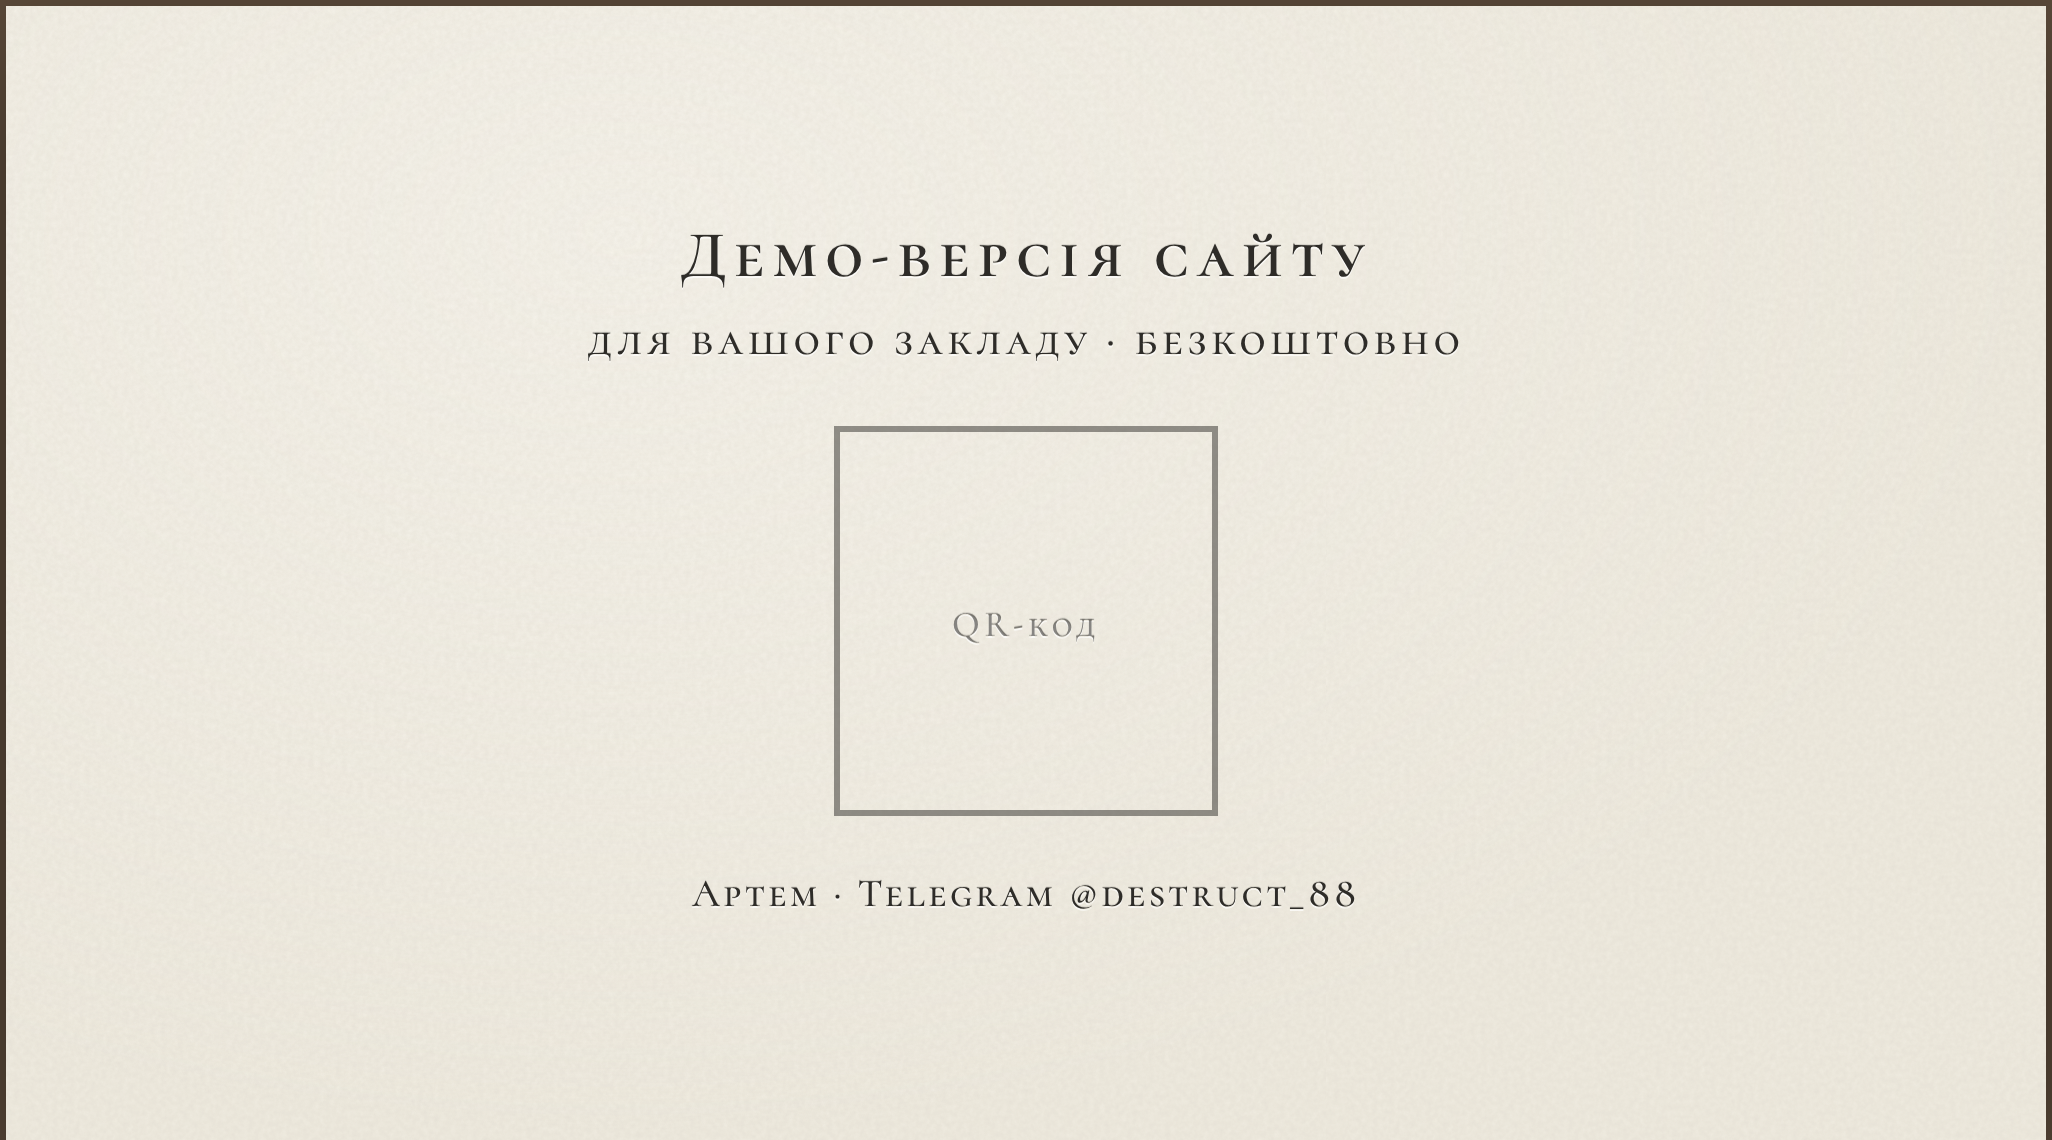 Демо-версія сайту
для вашого закладу · безкоштовно
QR-код
Артем · Telegram @destruct_88